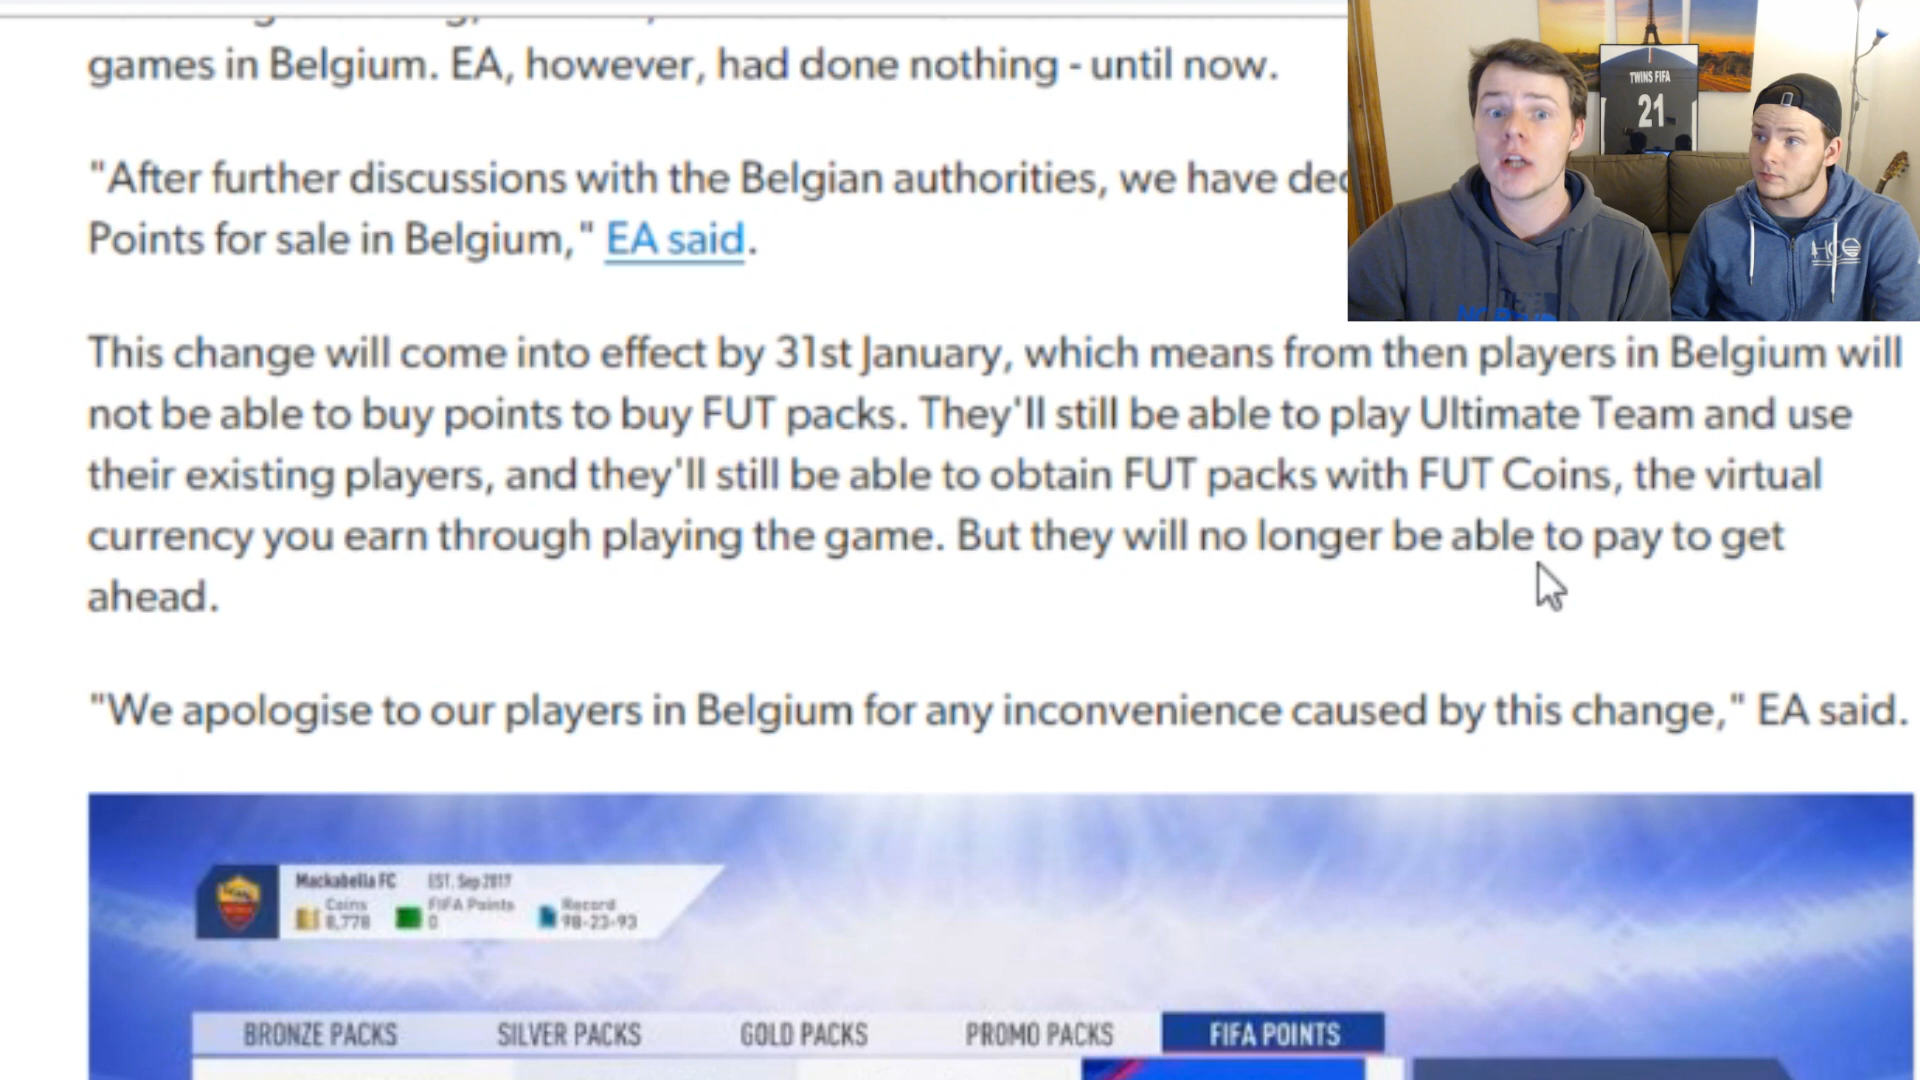 games in Belgium. EA, however, had done nothing - until now.
"After further discussions with the Belgian authorities, we have
Points for sale in Belgium," EA said.
This change will come into effect by 31st January, which means from then players in Belgium will
not be able to buy points to buy FUT packs. They'll still be able to play Ultimate Team and use
their existing players, and they'll still be able to obtain FUT packs with FUT Coins, the virtual
currency you earn through playing the game. But they will no longer be able to pay to get
ahead.
"We apologise to our players in Belgium for any inconvenience caused by this change," EA said.
TWINS FIFA
21
HCO
Mackabella FC EST. Sep 2017
Coins FIFA Points Record
8,778 0 98-23-93
BRONZE PACKS SILVER PACKS GOLD PACKS PROMO PACKS FIFA POINTS